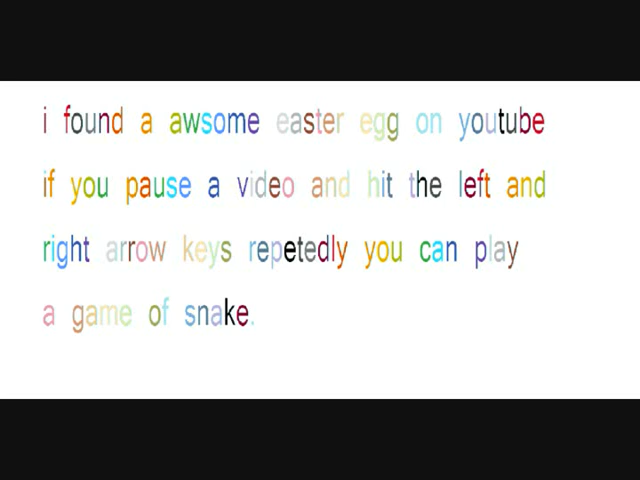 i found a awsome easter egg on youtube
if you pause a video and hit the left and
right arrow keys repetedly you can play
a game of snake.